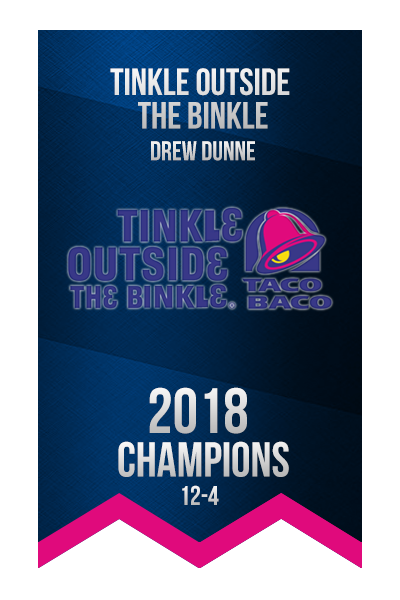 TINKLE OUTSIDE
THE BINKLE
DREW DUNNE
TINKLE
OUTSIDE
THE BINKLE.®
TACO
BACO
2018
CHAMPIONS
12-4